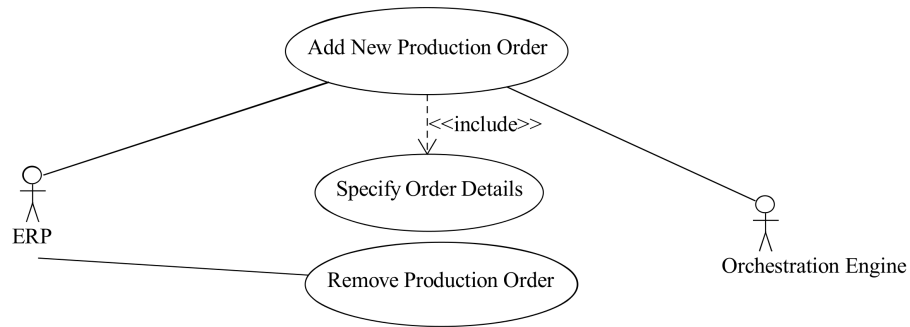 Add New Production Order
<<include>>
Specify Order Details
ERP
Orchestration Engine
Remove Production Order